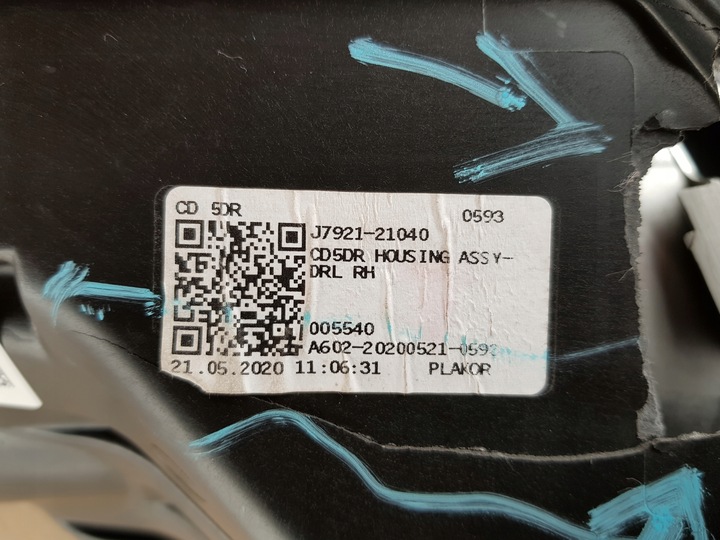 CD 5DR 0593
J7921-21040
CD5DR HOUSING ASSY-
DRL RH
005540
A602-20200521-0593
21.05.2020 11:06:31 PLAKOR